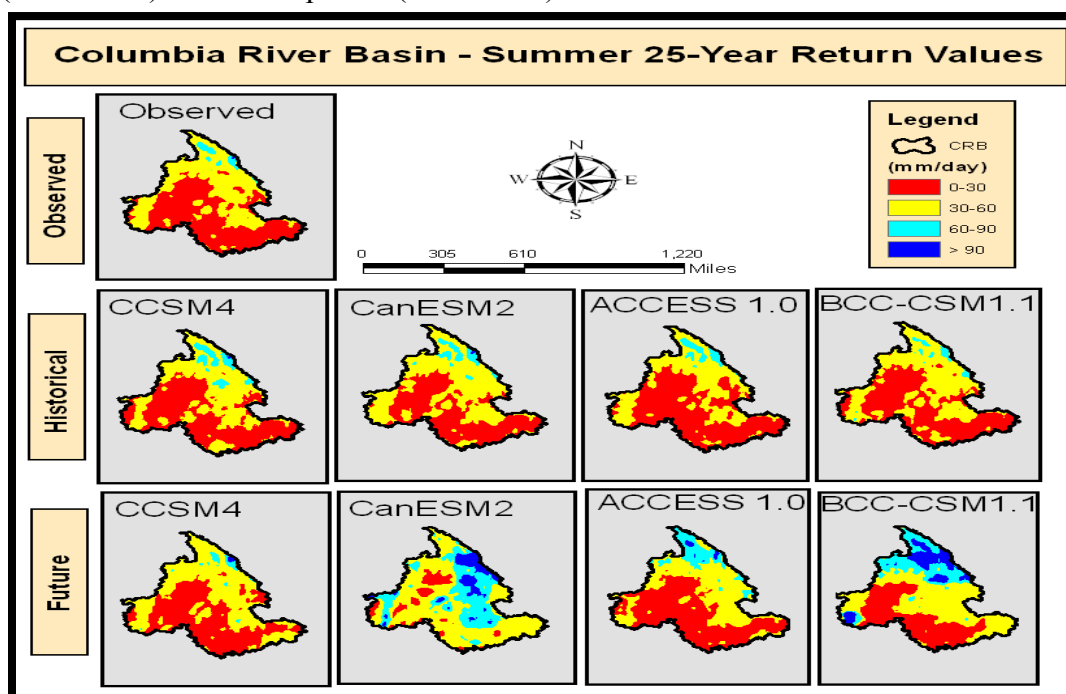 Columbia River Basin - Summer 25-Year Return Values
Observed
Observed
N
W E
S
0 305 610 1,220
Miles
Legend
CRB
(mm/day)
0-30
30-60
60-90
> 90
Historical
CCSM4 CanESM2 ACCESS 1.0 BCC-CSM1.1
Future
CCSM4 CanESM2 ACCESS 1.0 BCC-CSM1.1